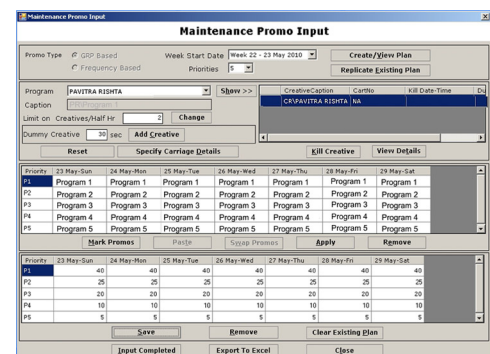 Maintenance Promo Input
Maintenance Promo Input
Promo Type GRP Based Week Start Date Week 22 - 23 May 2010 Create/View Plan
Frequency Based Priorities 5 Replicate Existing Plan
Program PAVITRA RISHTA Show >> CreativeCaption CartNo Kill Date-Time Du
Caption PR\Program 1 CR\PAVITRA RISHTA NA
Limit on Creatives/Half Hr 2 Change
Dummy Creative 30 sec Add Creative
Reset Specify Carriage Details Kill Creative View Details
Priority 23 May-Sun 24 May-Mon 25 May-Tue 26 May-Wed 27 May-Thu 28 May-Fri 29 May-Sat
P1 Program 1 Program 1 Program 1 Program 1 Program 1 Program 1 Program 1
P2 Program 2 Program 2 Program 2 Program 2 Program 2 Program 2 Program 2
P3 Program 3 Program 3 Program 3 Program 3 Program 3 Program 3 Program 3
P4 Program 4 Program 4 Program 4 Program 4 Program 4 Program 4 Program 4
P5 Program 5 Program 5 Program 5 Program 5 Program 5 Program 5 Program 5
Mark Promos Paste Swap Promos Apply Remove
Priority 23 May-Sun 24 May-Mon 25 May-Tue 26 May-Wed 27 May-Thu 28 May-Fri 29 May-Sat
P1 40 40 40 40 40 40 40
P2 25 25 25 25 25 25 25
P3 20 20 20 20 20 20 20
P4 10 10 10 10 10 10 10
P5 5 5 5 5 5 5 5
Save Remove Clear Existing Plan
Input Completed Export To Excel Close